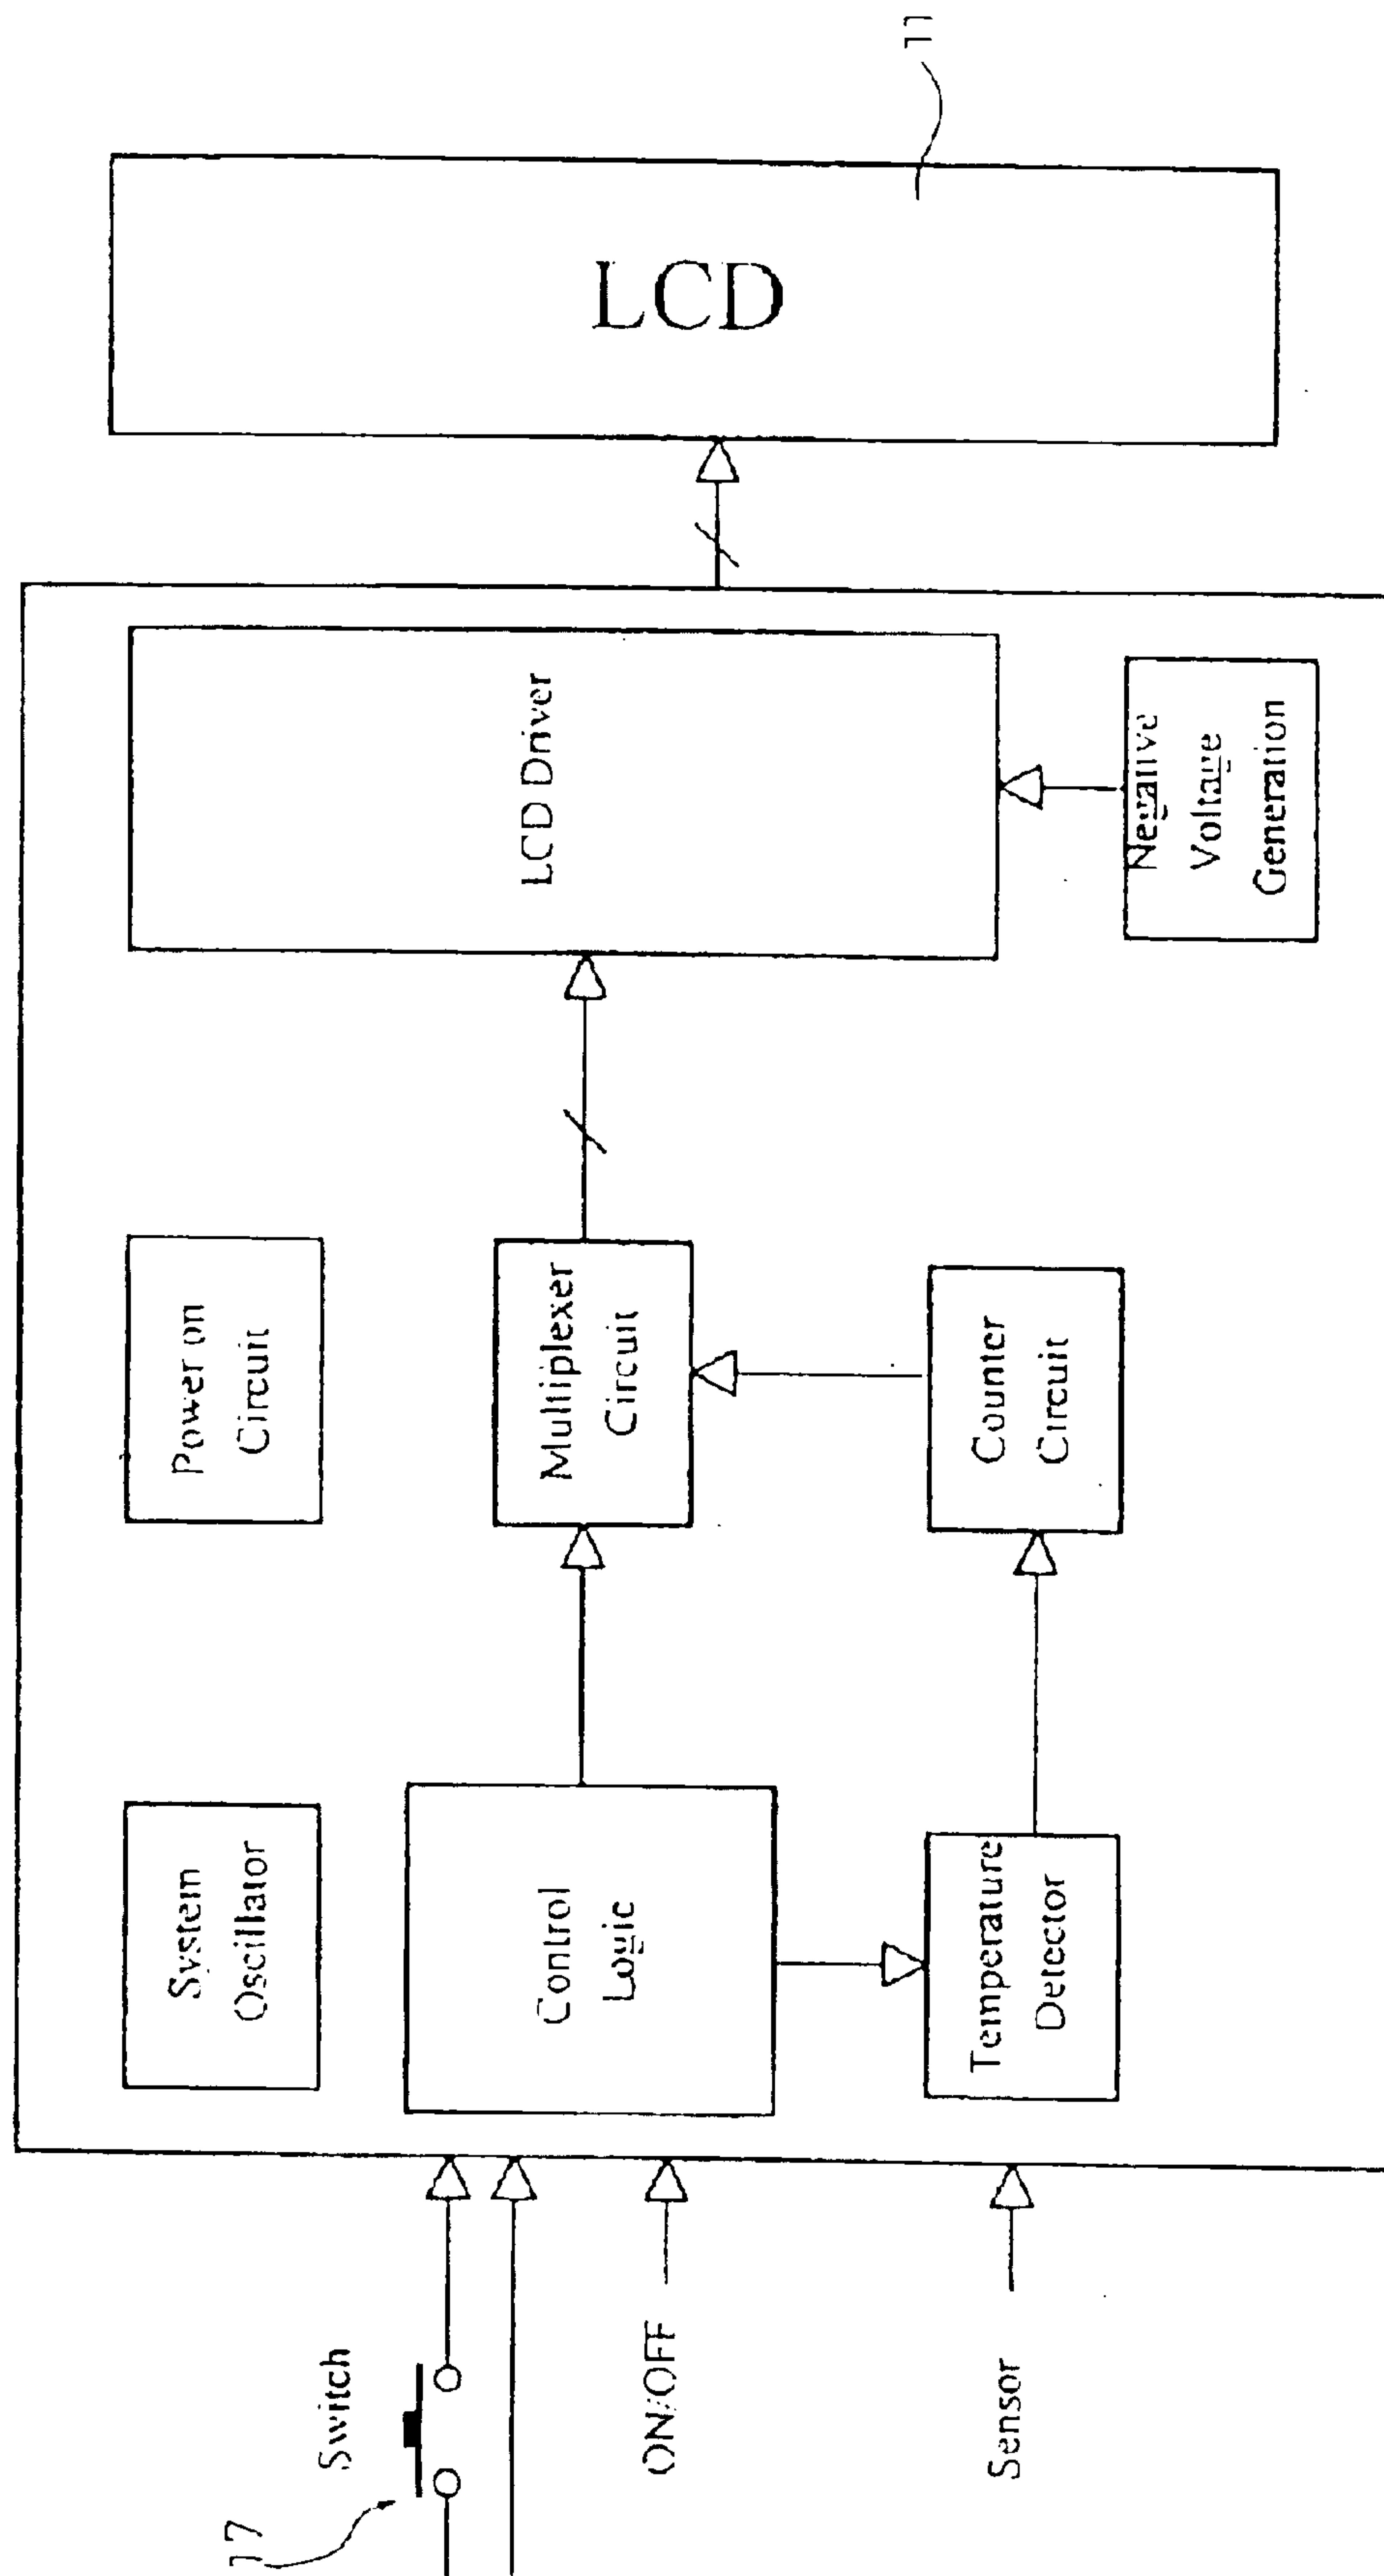 17
Switch
ON/OFF
Sensor
System
Oscillator
Power on
Circuit
Control
Logic
Multiplexer
Circuit
Temperature
Detector
Counter
Circuit
LCD Driver
Negative
Voltage
Generation
LCD
11